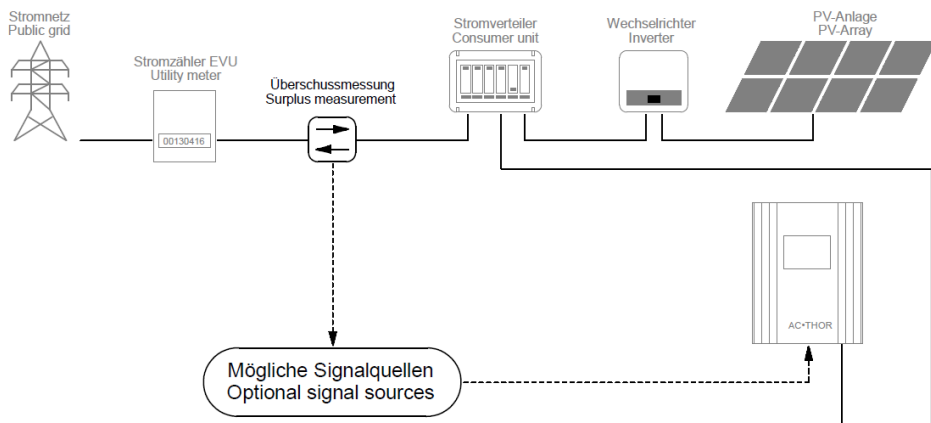 Stromnetz
Public grid
Stromzähler EVU
Utility meter
00130416
Überschussmessung
Surplus measurement
Stromverteiler
Consumer unit
Wechselrichter
Inverter
PV-Anlage
PV-Array
AC•THOR
Mögliche Signalquellen
Optional signal sources